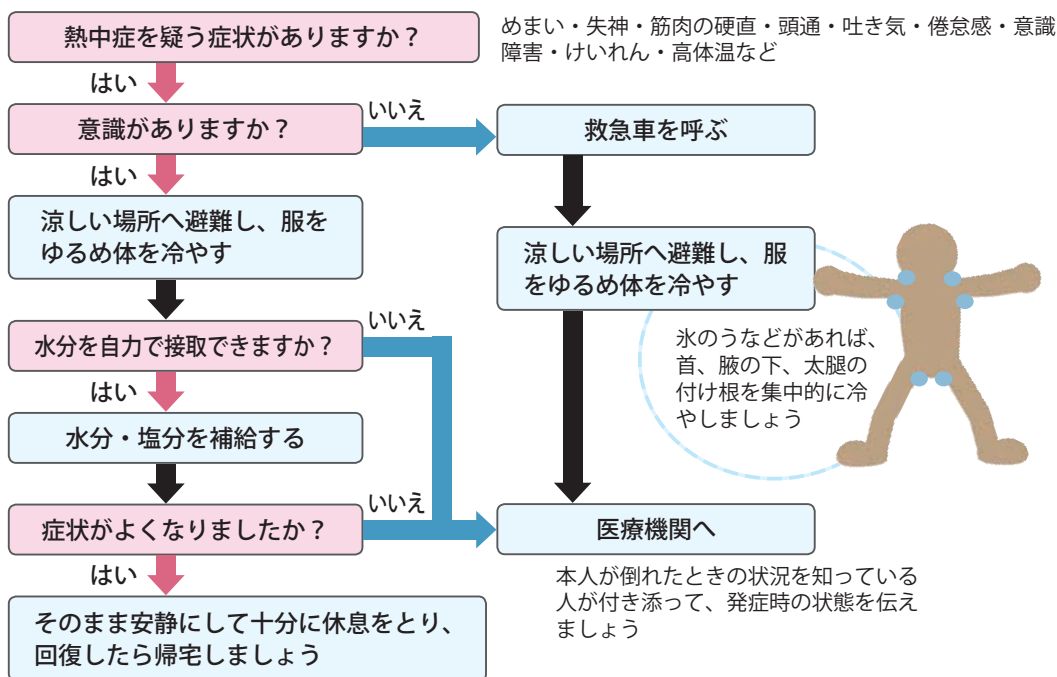 熱中症を疑う症状がありますか？
めまい・失神・筋肉の硬直・頭通・吐き気・倦怠感・意識
障害・けいれん・高体温など
はい
意識がありますか？
いいえ
救急車を呼ぶ
はい
涼しい場所へ避難し、服を
ゆるめ体を冷やす
涼しい場所へ避難し、服
をゆるめ体を冷やす
氷のうなどがあれば、
首、腋の下、太腿の
付け根を集中的に冷
やしましょう
水分を自力で接取できますか？
いいえ
はい
水分・塩分を補給する
症状がよくなりましたか？
いいえ
医療機関へ
本人が倒れたときの状況を知っている
人が付き添って、発症時の状態を伝え
ましょう
はい
そのまま安静にして十分に休息をとり、
回復したら帰宅しましょう